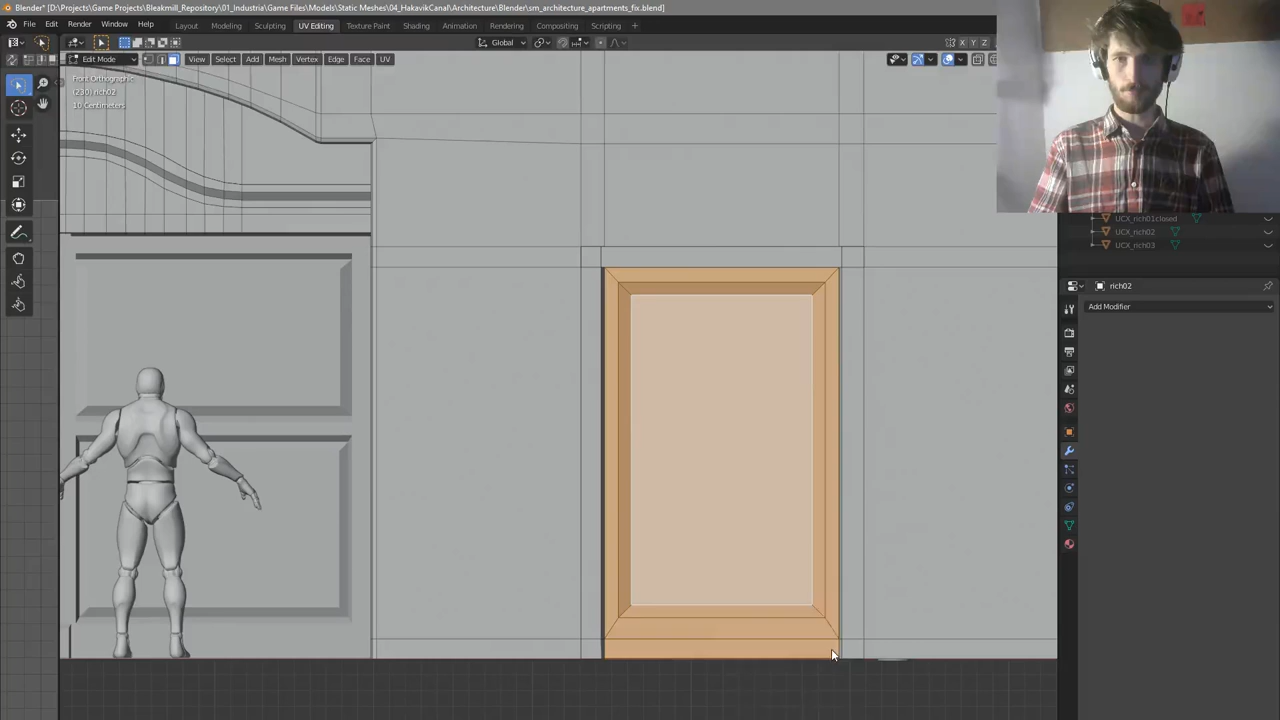 Blender* [D:\Projects\Game Projects\Bleakmill_Repository\01_Industria\Game Files\Models\Static Meshes\04_HakavikCanal\Architecture\Blender\sm_architecture_apartments_fix.blend]
File Edit Render Window Help Layout Modeling Sculpting UV Editing Texture Paint Shading Animation Rendering Compositing Scripting +
Global X Y Z
Edit Mode View Select Add Mesh Vertex Edge Face UV
Front Orthographic
(230) rich02
10 Centimeters
UCX_rich01closed
UCX_rich02
UCX_rich03
rich02
Add Modifier